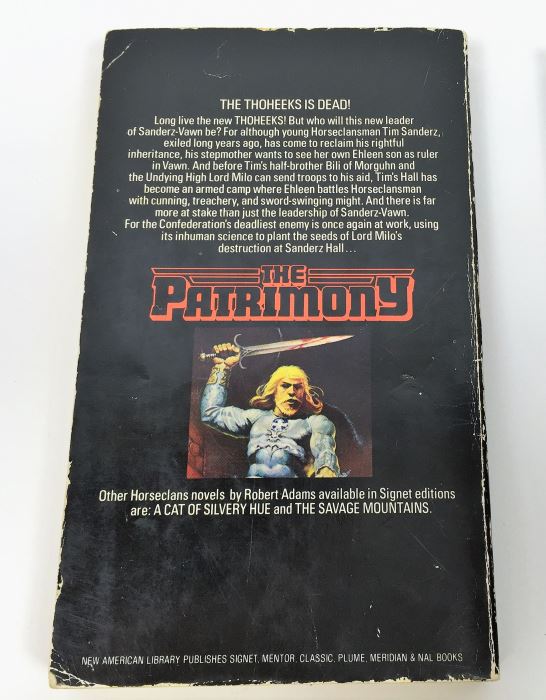 THE THOHEEKS IS DEAD!
Long live the new THOHEEKS! But who will this new leader
of Sanderz-Vawn be? For although young Horseclansman Tim Sanderz,
exiled long years ago, has come to reclaim his rightful
inheritance, his stepmother wants to see her own Ehleen son as ruler
in Vawn. And before Tim's half-brother Bili of Morguhn and
the Undying High Lord Milo can send troops to his aid, Tim's Hall has
become an armed camp where Ehleen battles Horseclansman
with cunning, treachery, and sword-swinging might. And there is far
more at stake than just the leadership of Sanderz-Vawn.
For the Confederation's deadliest enemy is once again at work, using
its inhuman science to plant the seeds of Lord Milo's
destruction at Sanderz Hall...
THE
PATRIMONY
Other Horseclans novels by Robert Adams available in Signet editions
are: A CAT OF SILVERY HUE and THE SAVAGE MOUNTAINS.
NEW AMERICAN LIBRARY PUBLISHES SIGNET, MENTOR, CLASSIC, PLUME, MERIDIAN & NAL BOOKS